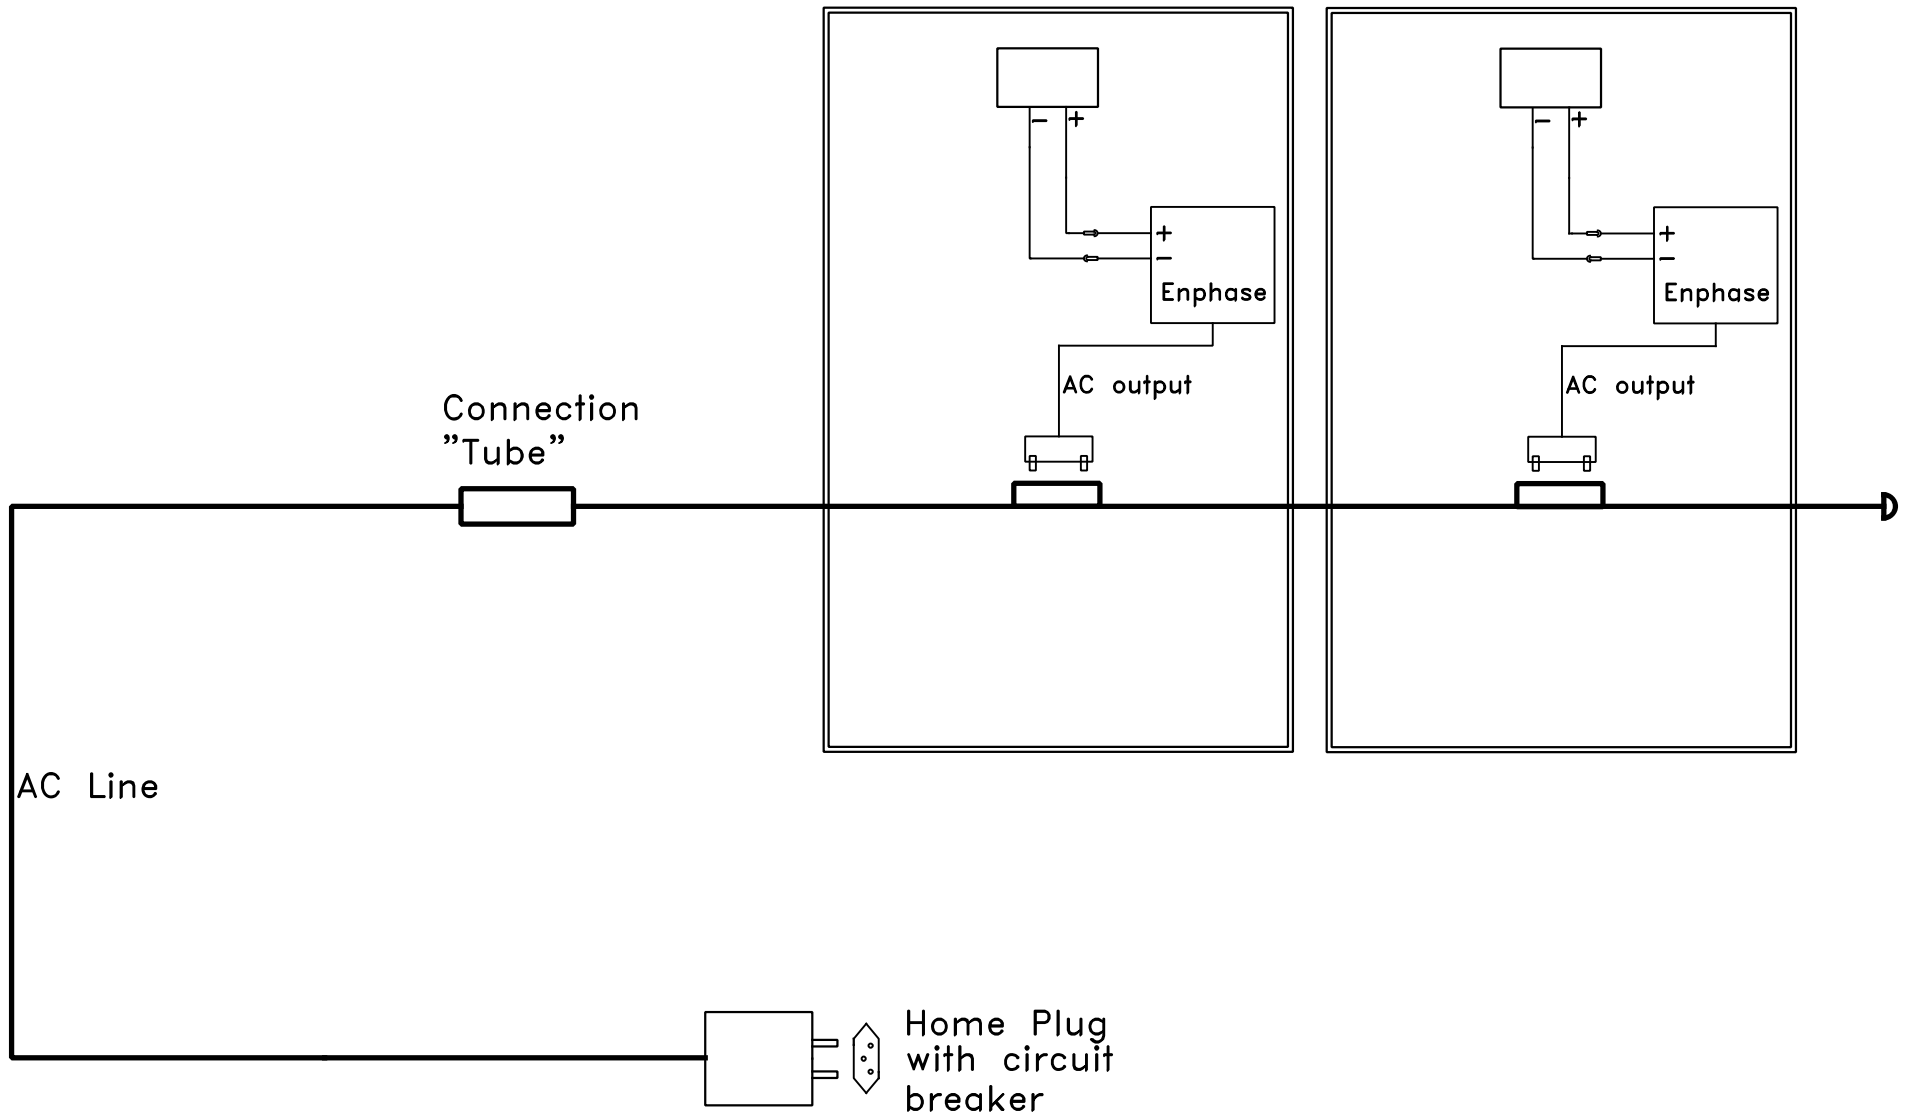 - +
- +
+
-
Enphase
+
-
Enphase
AC output
AC output
Connection
"Tube"
AC Line
Home Plug
with circuit
breaker